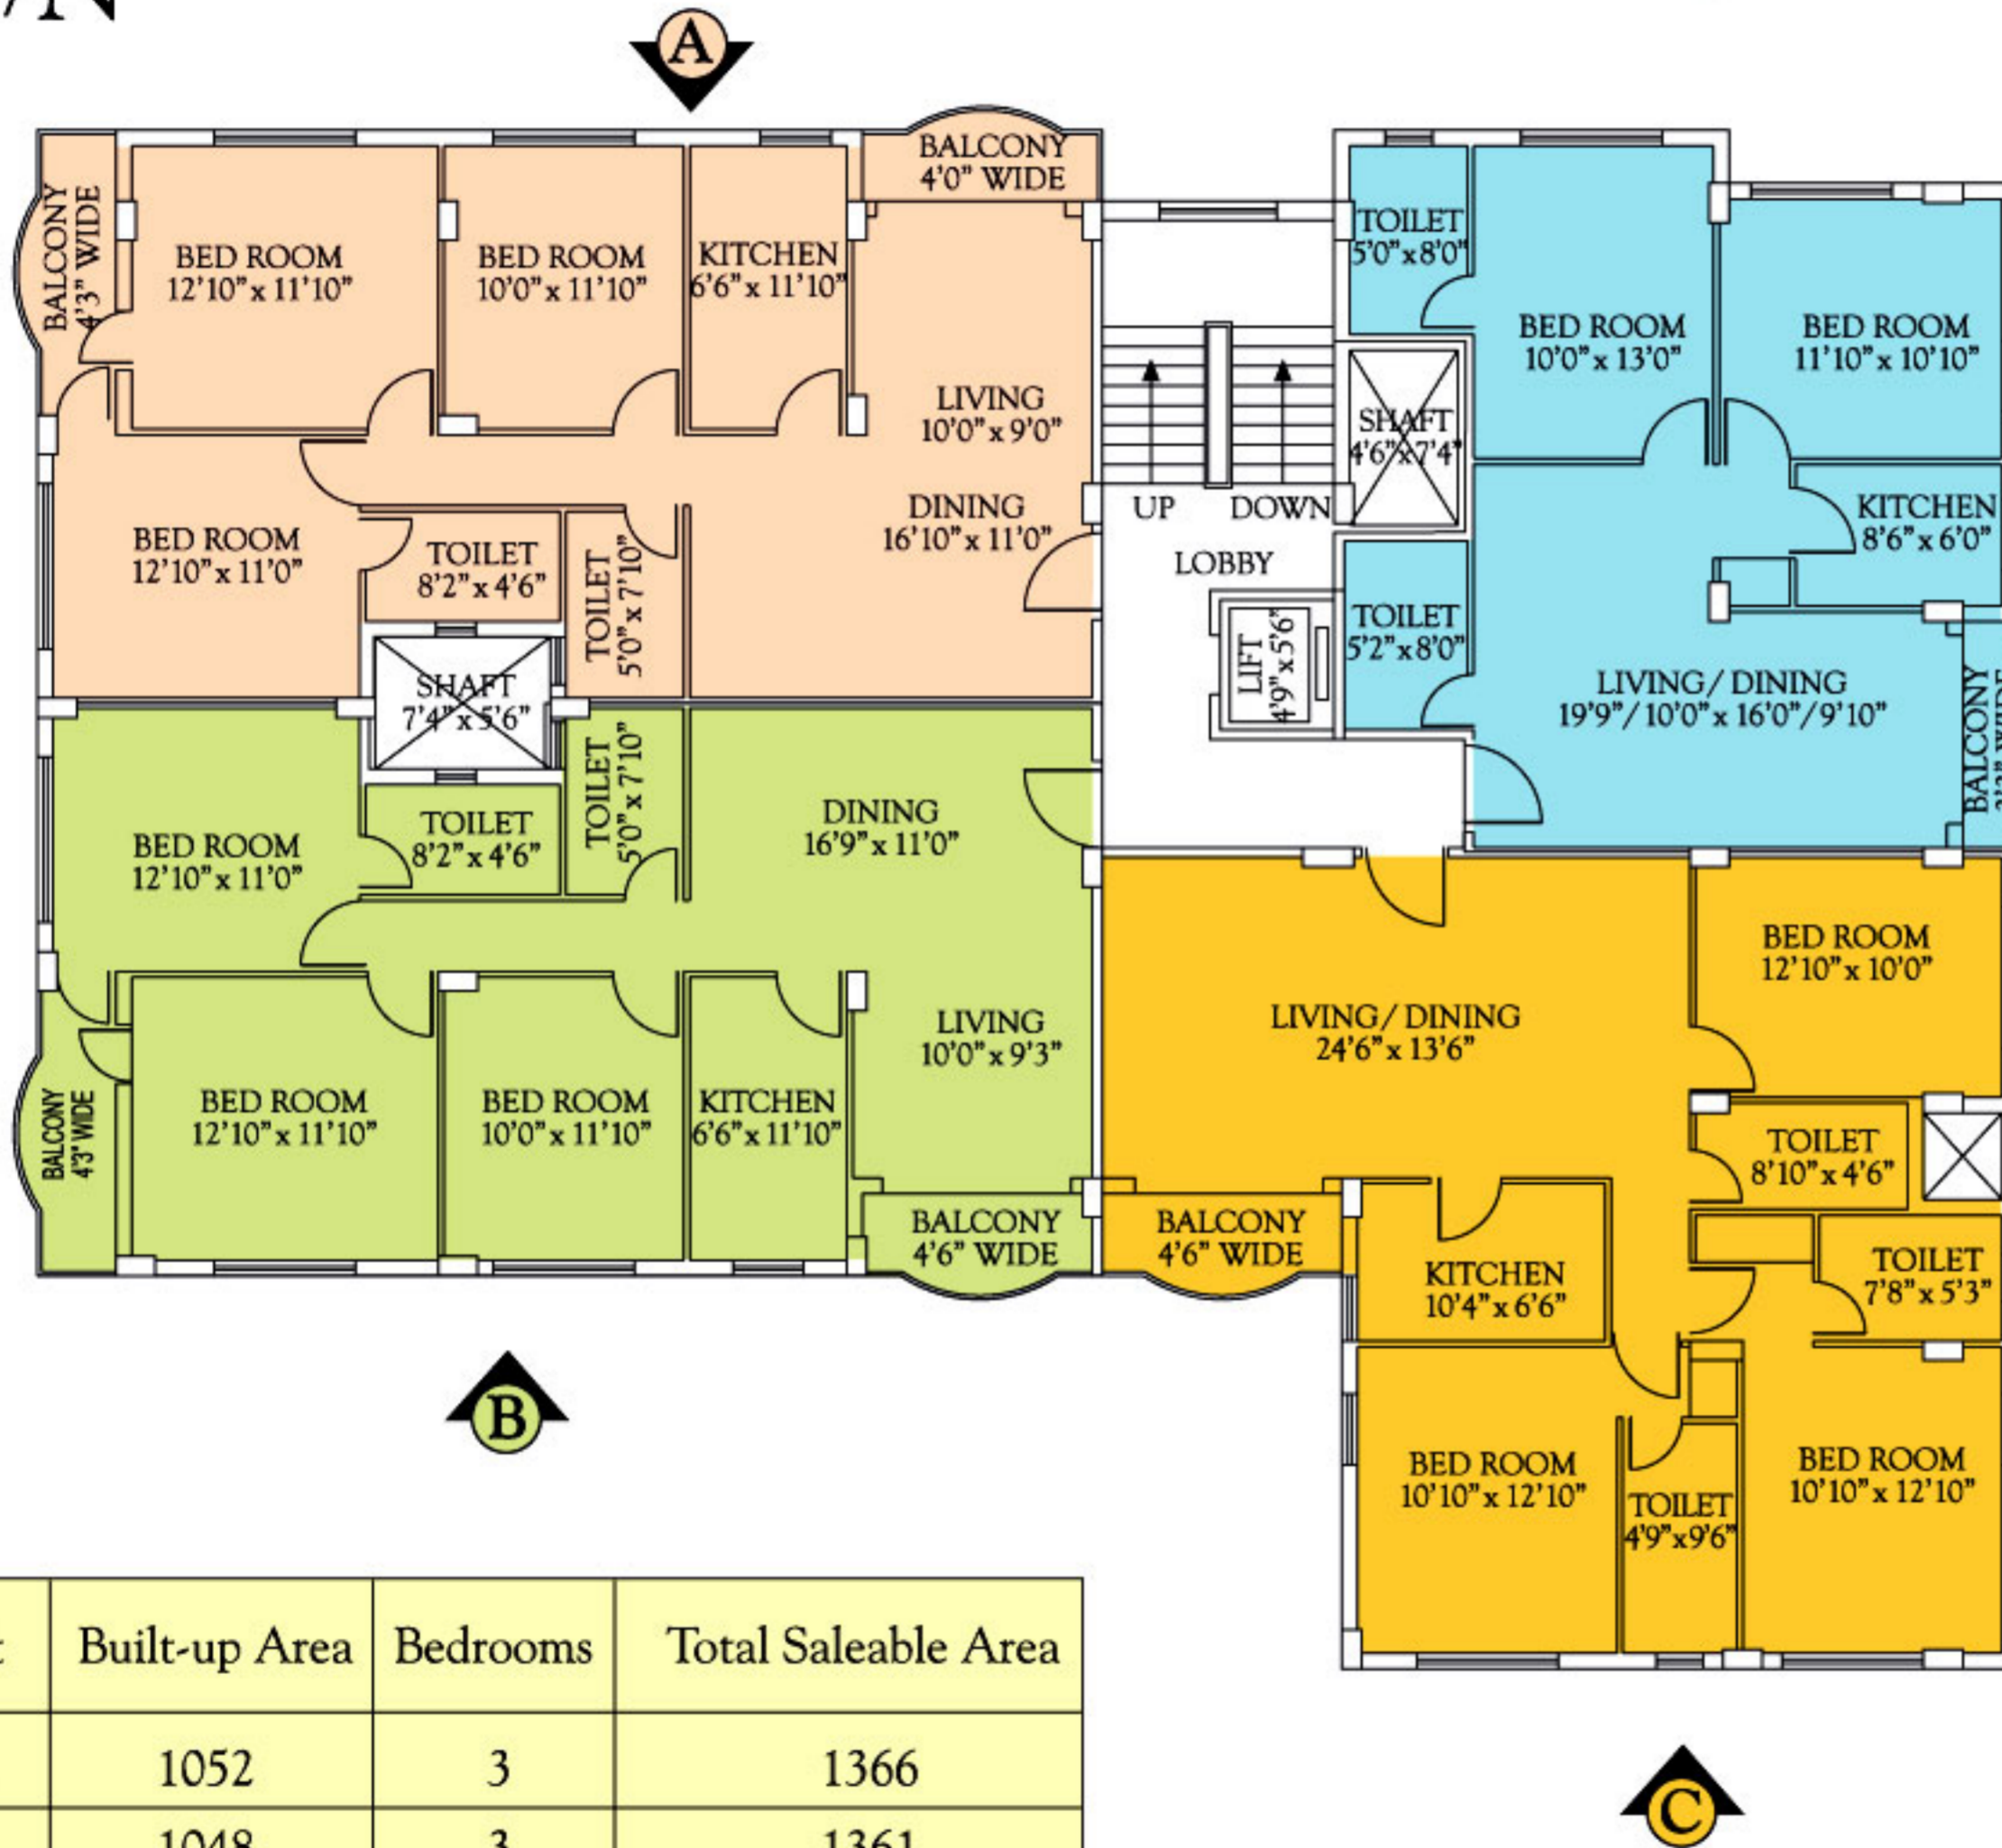 A
BALCONY
4'3" WIDE
BED ROOM
12'10" x 11'10"
BED ROOM
10'0" x 11'10"
KITCHEN
6'6" x 11'10"
BALCONY
4'0" WIDE
LIVING
10'0" x 9'0"
DINING
16'10" x 11'0"
BED ROOM
12'10" x 11'0"
TOILET
8'2" x 4'6"
TOILET
5'0" x 7'10"
SHAFT
7'4" x 5'6"
UP
DOWN
LOBBY
LIFT
4'9" x 5'6"
TOILET
5'0" x 8'0"
BED ROOM
10'0" x 13'0"
BED ROOM
11'10" x 10'10"
SHAFT
4'6" x 7'4"
KITCHEN
8'6" x 6'0"
TOILET
5'2" x 8'0"
LIVING/ DINING
19'9"/10'0" x 16'0"/9'10"
BALCONY
BED ROOM
12'10" x 11'0"
TOILET
8'2" x 4'6"
TOILET
5'0" x 7'10"
DINING
16'9" x 11'0"
LIVING
10'0" x 9'3"
BALCONY
4'3" WIDE
BED ROOM
12'10" x 11'10"
BED ROOM
10'0" x 11'10"
KITCHEN
6'6" x 11'10"
BALCONY
4'6" WIDE
B
LIVING/ DINING
24'6" x 13'6"
BED ROOM
12'10" x 10'0"
TOILET
8'10" x 4'6"
BALCONY
4'6" WIDE
KITCHEN
10'4" x 6'6"
TOILET
7'8" x 5'3"
BED ROOM
10'10" x 12'10"
TOILET
4'9" x 9'6"
BED ROOM
10'10" x 12'10"
C
Built-up Area Bedrooms Total Saleable Area
1052 3 1366
1048 3 1361